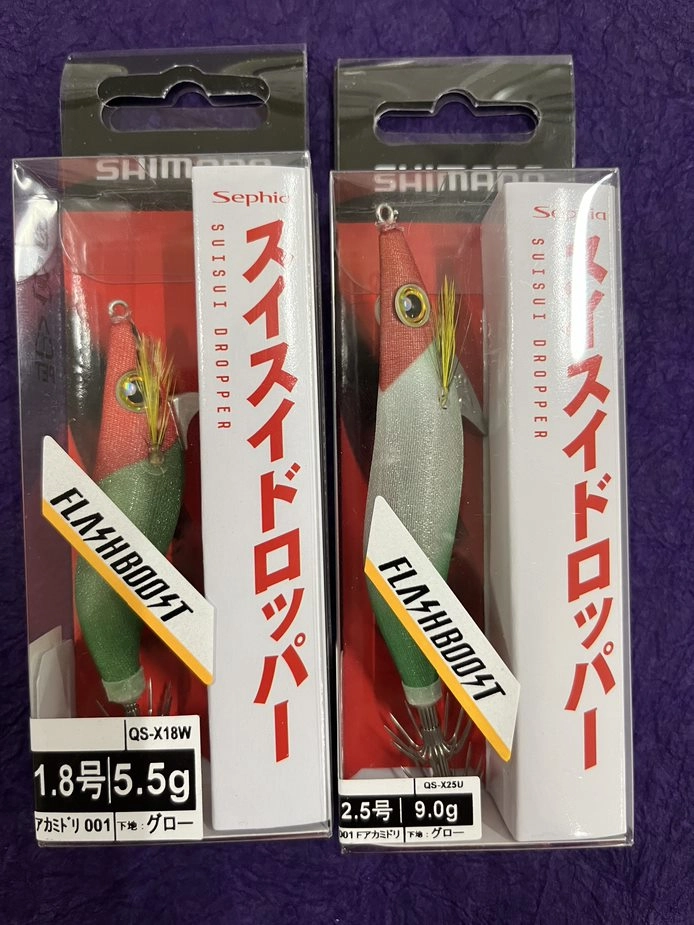 SHIMANO
Sephia
スイスイドロッパー
SUISUI DROPPER
FLASHBOOST
QS-X18W
1.8号 5.5g
アカミドリ 001 下地:グロー
SHIMANO
Sephia
スイスイドロッパー
SUISUI DROPPER
FLASHBOOST
QS-X25U
2.5号 9.0g
001 Fアカミドリ 下地:グロー